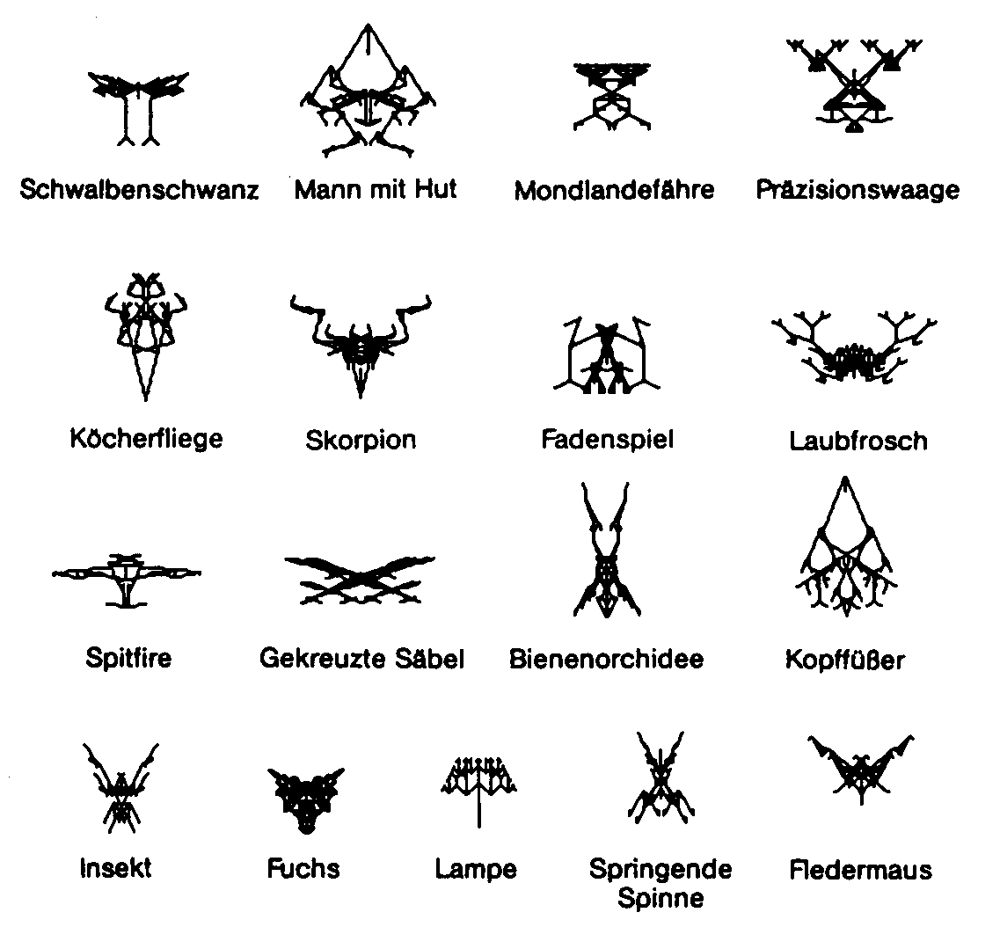 Schwalbenschwanz Mann mit Hut Mondlandefähre Präzisionswaage
Köcherfliege Skorpion Fadenspiel Laubfrosch
Spitfire Gekreuzte Säbel Bienenorchidee Kopffüßer
Insekt Fuchs Lampe Springende Fledermaus
Spinne